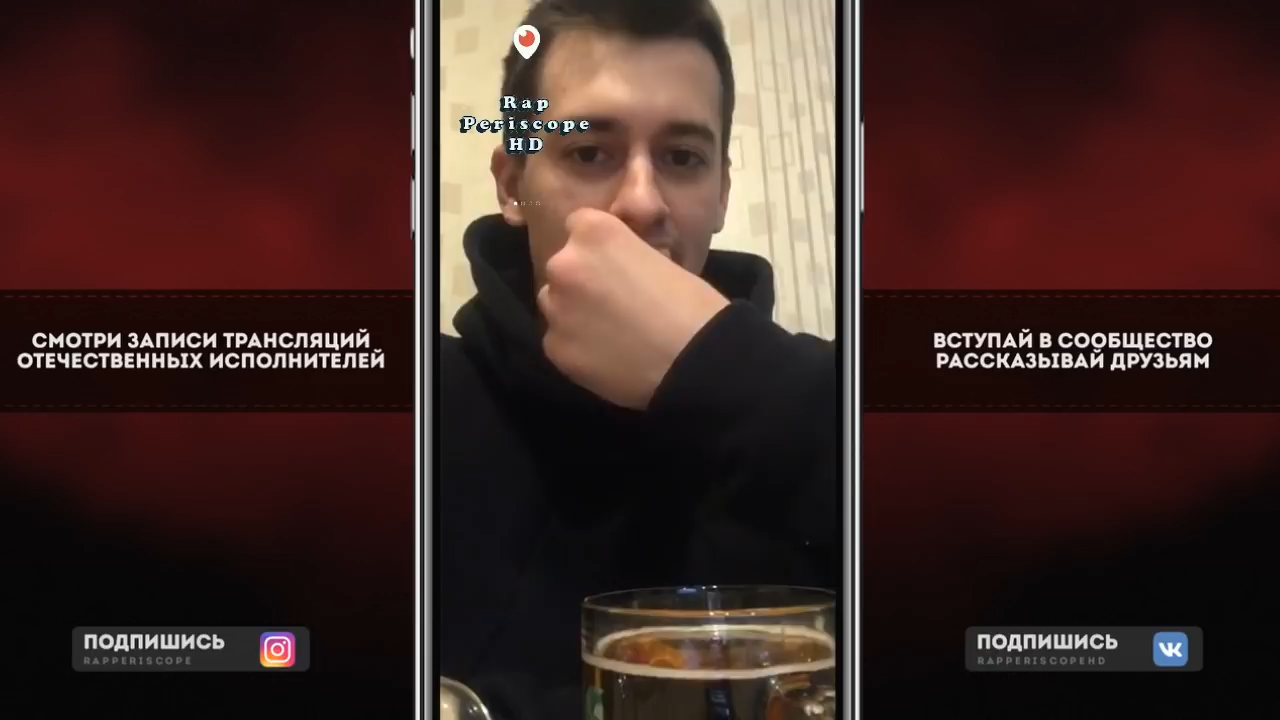 Rap
Periscope
HD
СМОТРИ ЗАПИСИ ТРАНСЛЯЦИЙ
ОТЕЧЕСТВЕННЫХ ИСПОЛНИТЕЛЕЙ
ВСТУПАЙ В СООБЩЕСТВО
РАССКАЗЫВАЙ ДРУЗЬЯМ
ПОДПИШИСЬ
RAPPERISCOPE
ПОДПИШИСЬ
RAPPERISCOPEHD